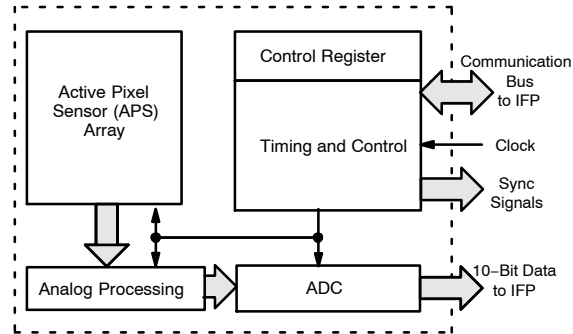 Active Pixel
Sensor (APS)
Array
Control Register
Timing and Control
Communication
Bus
to IFP
Clock
Sync
Signals
Analog Processing
ADC
10−Bit Data
to IFP